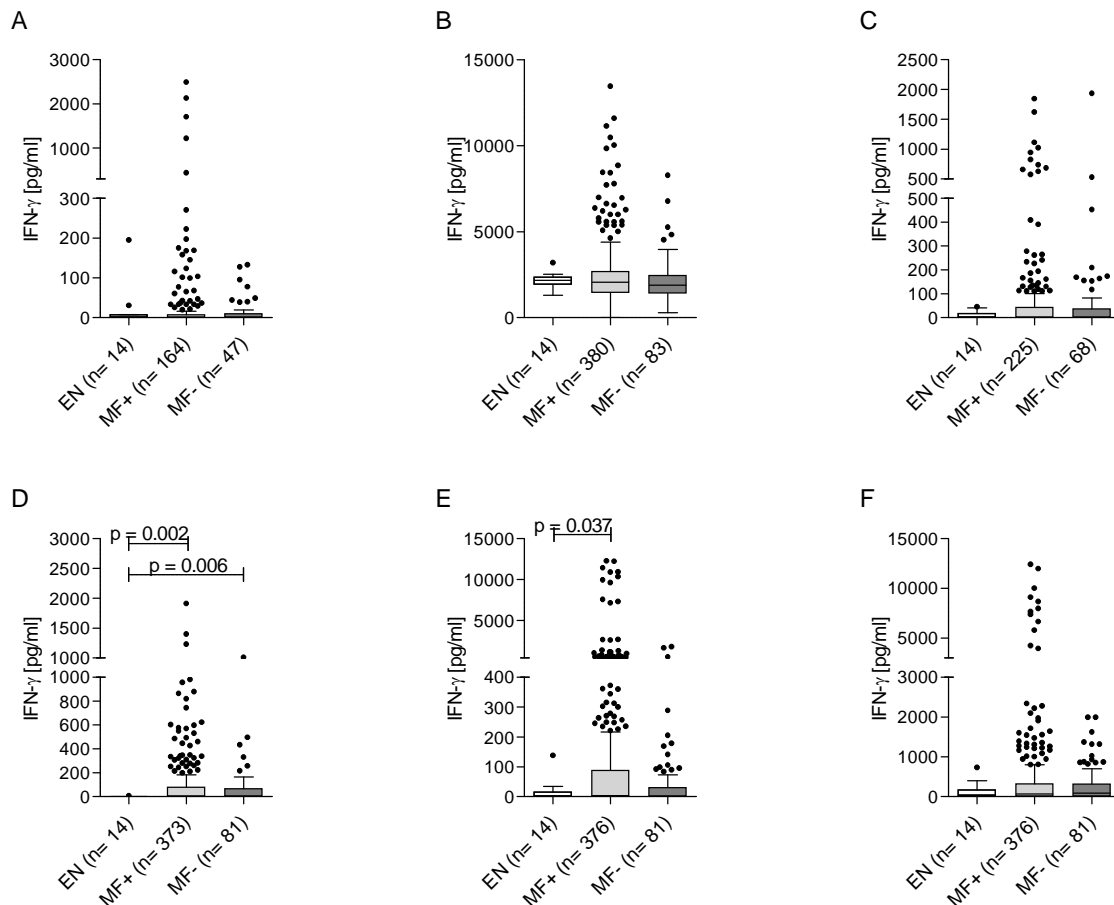 A
IFN-γ [pg/ml]
3000
2000
1000
300
200
100
0
EN (n= 14)
MF+ (n= 164)
MF- (n= 47)
B
IFN-γ [pg/ml]
15000
10000
5000
0
EN (n= 14)
MF+ (n= 380)
MF- (n= 83)
C
IFN-γ [pg/ml]
2500
2000
1500
1000
500
500
400
300
200
100
0
EN (n= 14)
MF+ (n= 225)
MF- (n= 68)
D
IFN-γ [pg/ml]
p = 0.002
p = 0.006
3000
2500
2000
1500
1000
1000
800
600
400
200
0
EN (n= 14)
MF+ (n= 373)
MF- (n= 81)
E
IFN-γ [pg/ml]
p = 0.037
15000
10000
5000
400
300
200
100
0
EN (n= 14)
MF+ (n= 376)
MF- (n= 81)
F
IFN-γ [pg/ml]
15000
10000
5000
3000
2000
1000
0
EN (n= 14)
MF+ (n= 376)
MF- (n= 81)